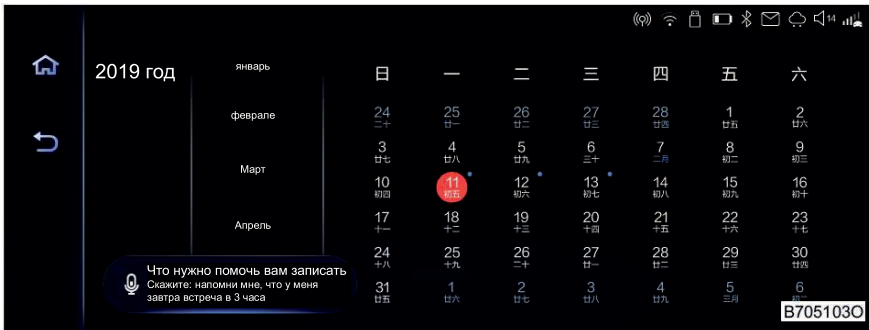 14
2019 год
январь
феврале
Март
Апрель
日 一 二 三 四 五 六
24 25 26 27 28 1 2
二十 廿一 廿二 廿三 廿四 廿五 廿六
3 4 5 6 7 8 9
廿七 廿八 廿九 三十 二月 初二 初三
10 11 12 13 14 15 16
初四 初五 初六 初七 初八 初九 初十
17 18 19 20 21 22 23
十一 十二 十三 十四 十五 十六 十七
24 25 26 27 28 29 30
十八 十九 二十 廿一 廿二 廿三 廿四
31 1 2 3 4 5 6
廿五 廿六 廿七 廿八 廿九 三月
Что нужно помочь вам записать
Скажите: напомни мне, что у меня
завтра встреча в 3 часа
B705103O